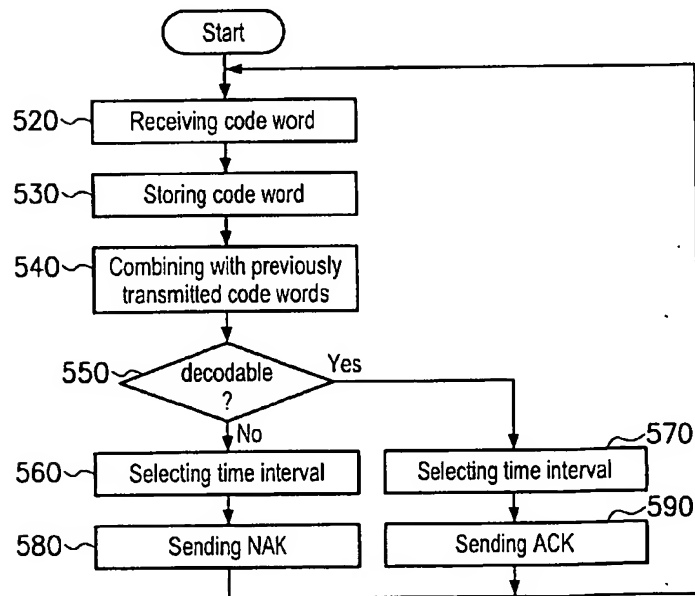 Start
520
Receiving code word
530
Storing code word
540
Combining with previously
transmitted code words
550
decodable
?
Yes
No
560
Selecting time interval
570
Selecting time interval
580
Sending NAK
590
Sending ACK